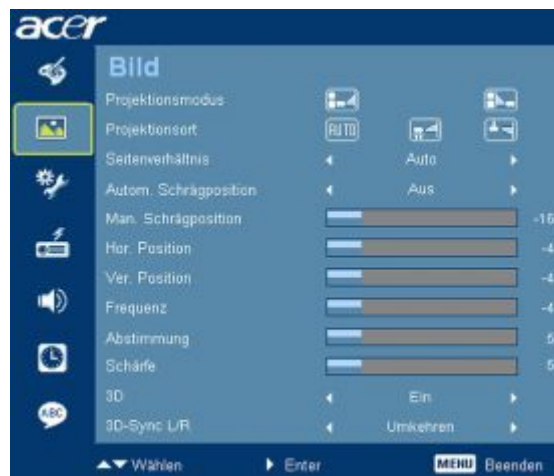 acer
Bild
Projektionsmodus
Projektionsort AUTO
Seitenverhältnis Auto
Autom. Schrägposition Aus
Man. Schrägposition -16
Hor. Position -4
Ver. Position -4
Frequenz -4
Abstimmung 5
Schärfe 5
3D Ein
3D-Sync L/R Umkehren
ABC
Wählen Enter MENU Beenden